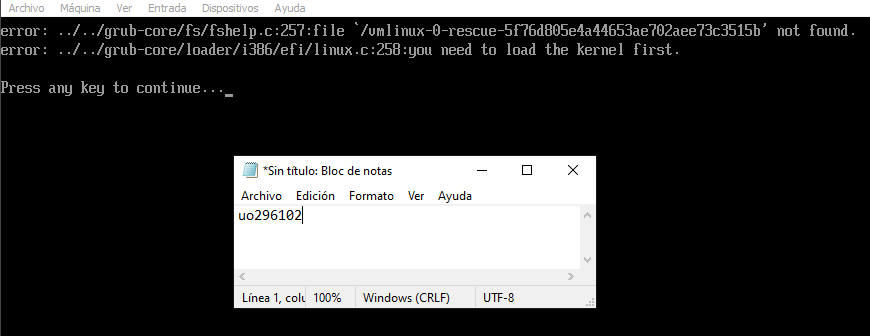 Archivo Máquina Ver Entrada Dispositivos Ayuda
error: ../../grub-core/fs/fshelp.c:257:file `/vmlinux-0-rescue-5f76d805e4a44653ae702aee73c3515b' not found.
error: ../../grub-core/loader/i386/efi/linux.c:258:you need to load the kernel first.
Press any key to continue..._
*Sin título: Bloc de notas
Archivo Edición Formato Ver Ayuda
uo296102
Línea 1, colu 100% Windows (CRLF) UTF-8